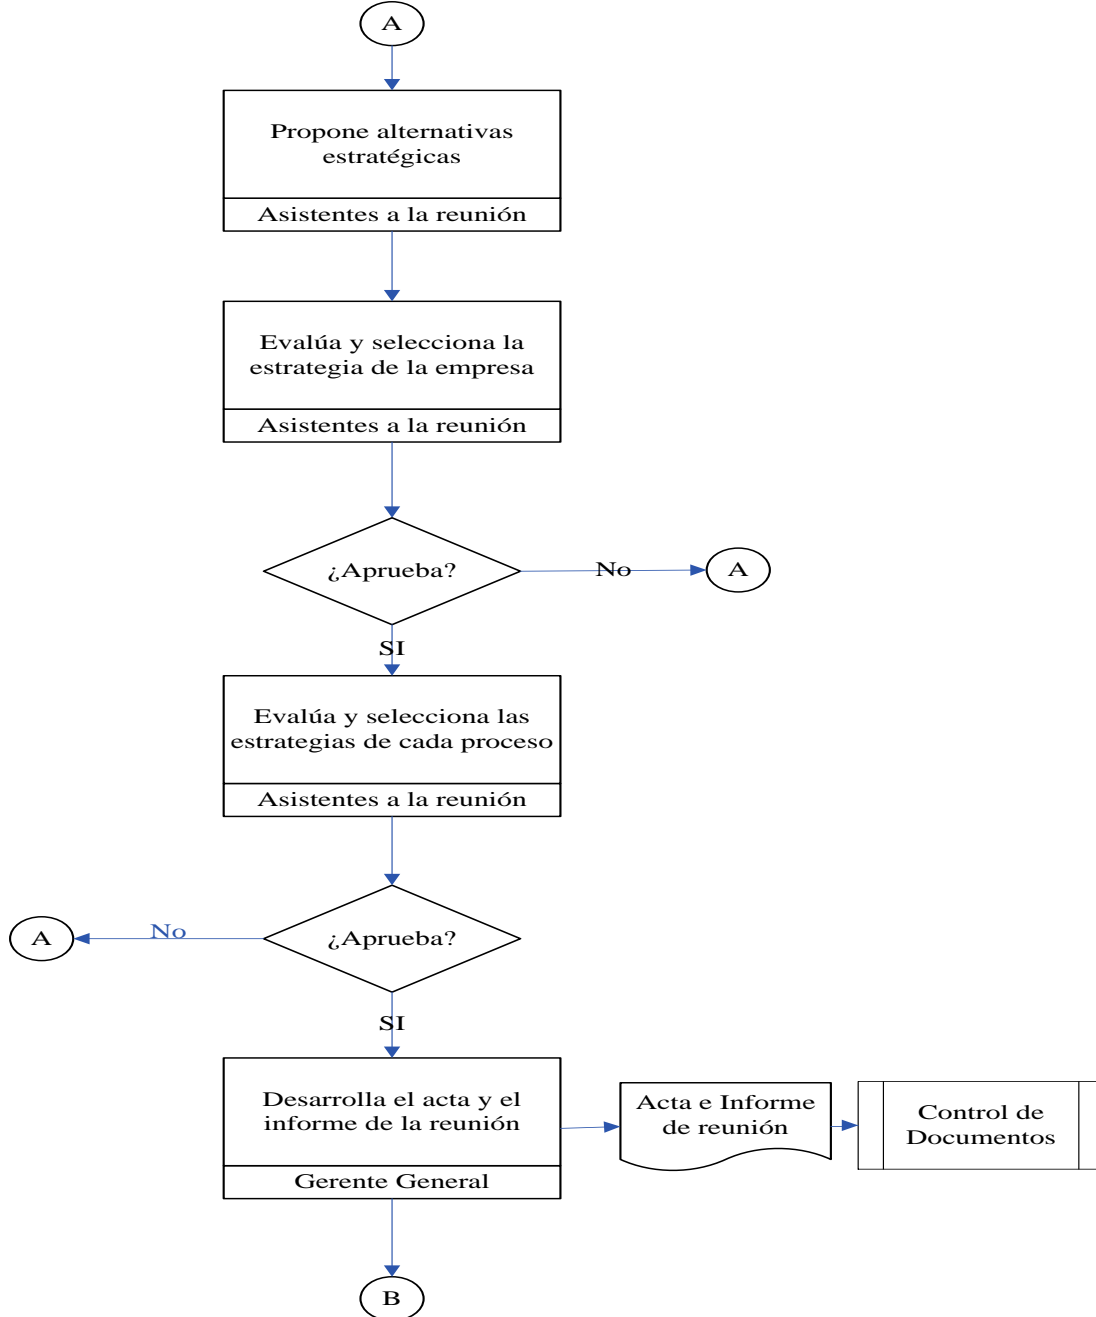 A
Propone alternativas
estratégicas
Asistentes a la reunión
Evalúa y selecciona la
estrategia de la empresa
Asistentes a la reunión
¿Aprueba?
No
A
SI
Evalúa y selecciona las
estrategias de cada proceso
Asistentes a la reunión
A
No
¿Aprueba?
SI
Desarrolla el acta y el
informe de la reunión
Gerente General
Acta e Informe
de reunión
Control de
Documentos
B